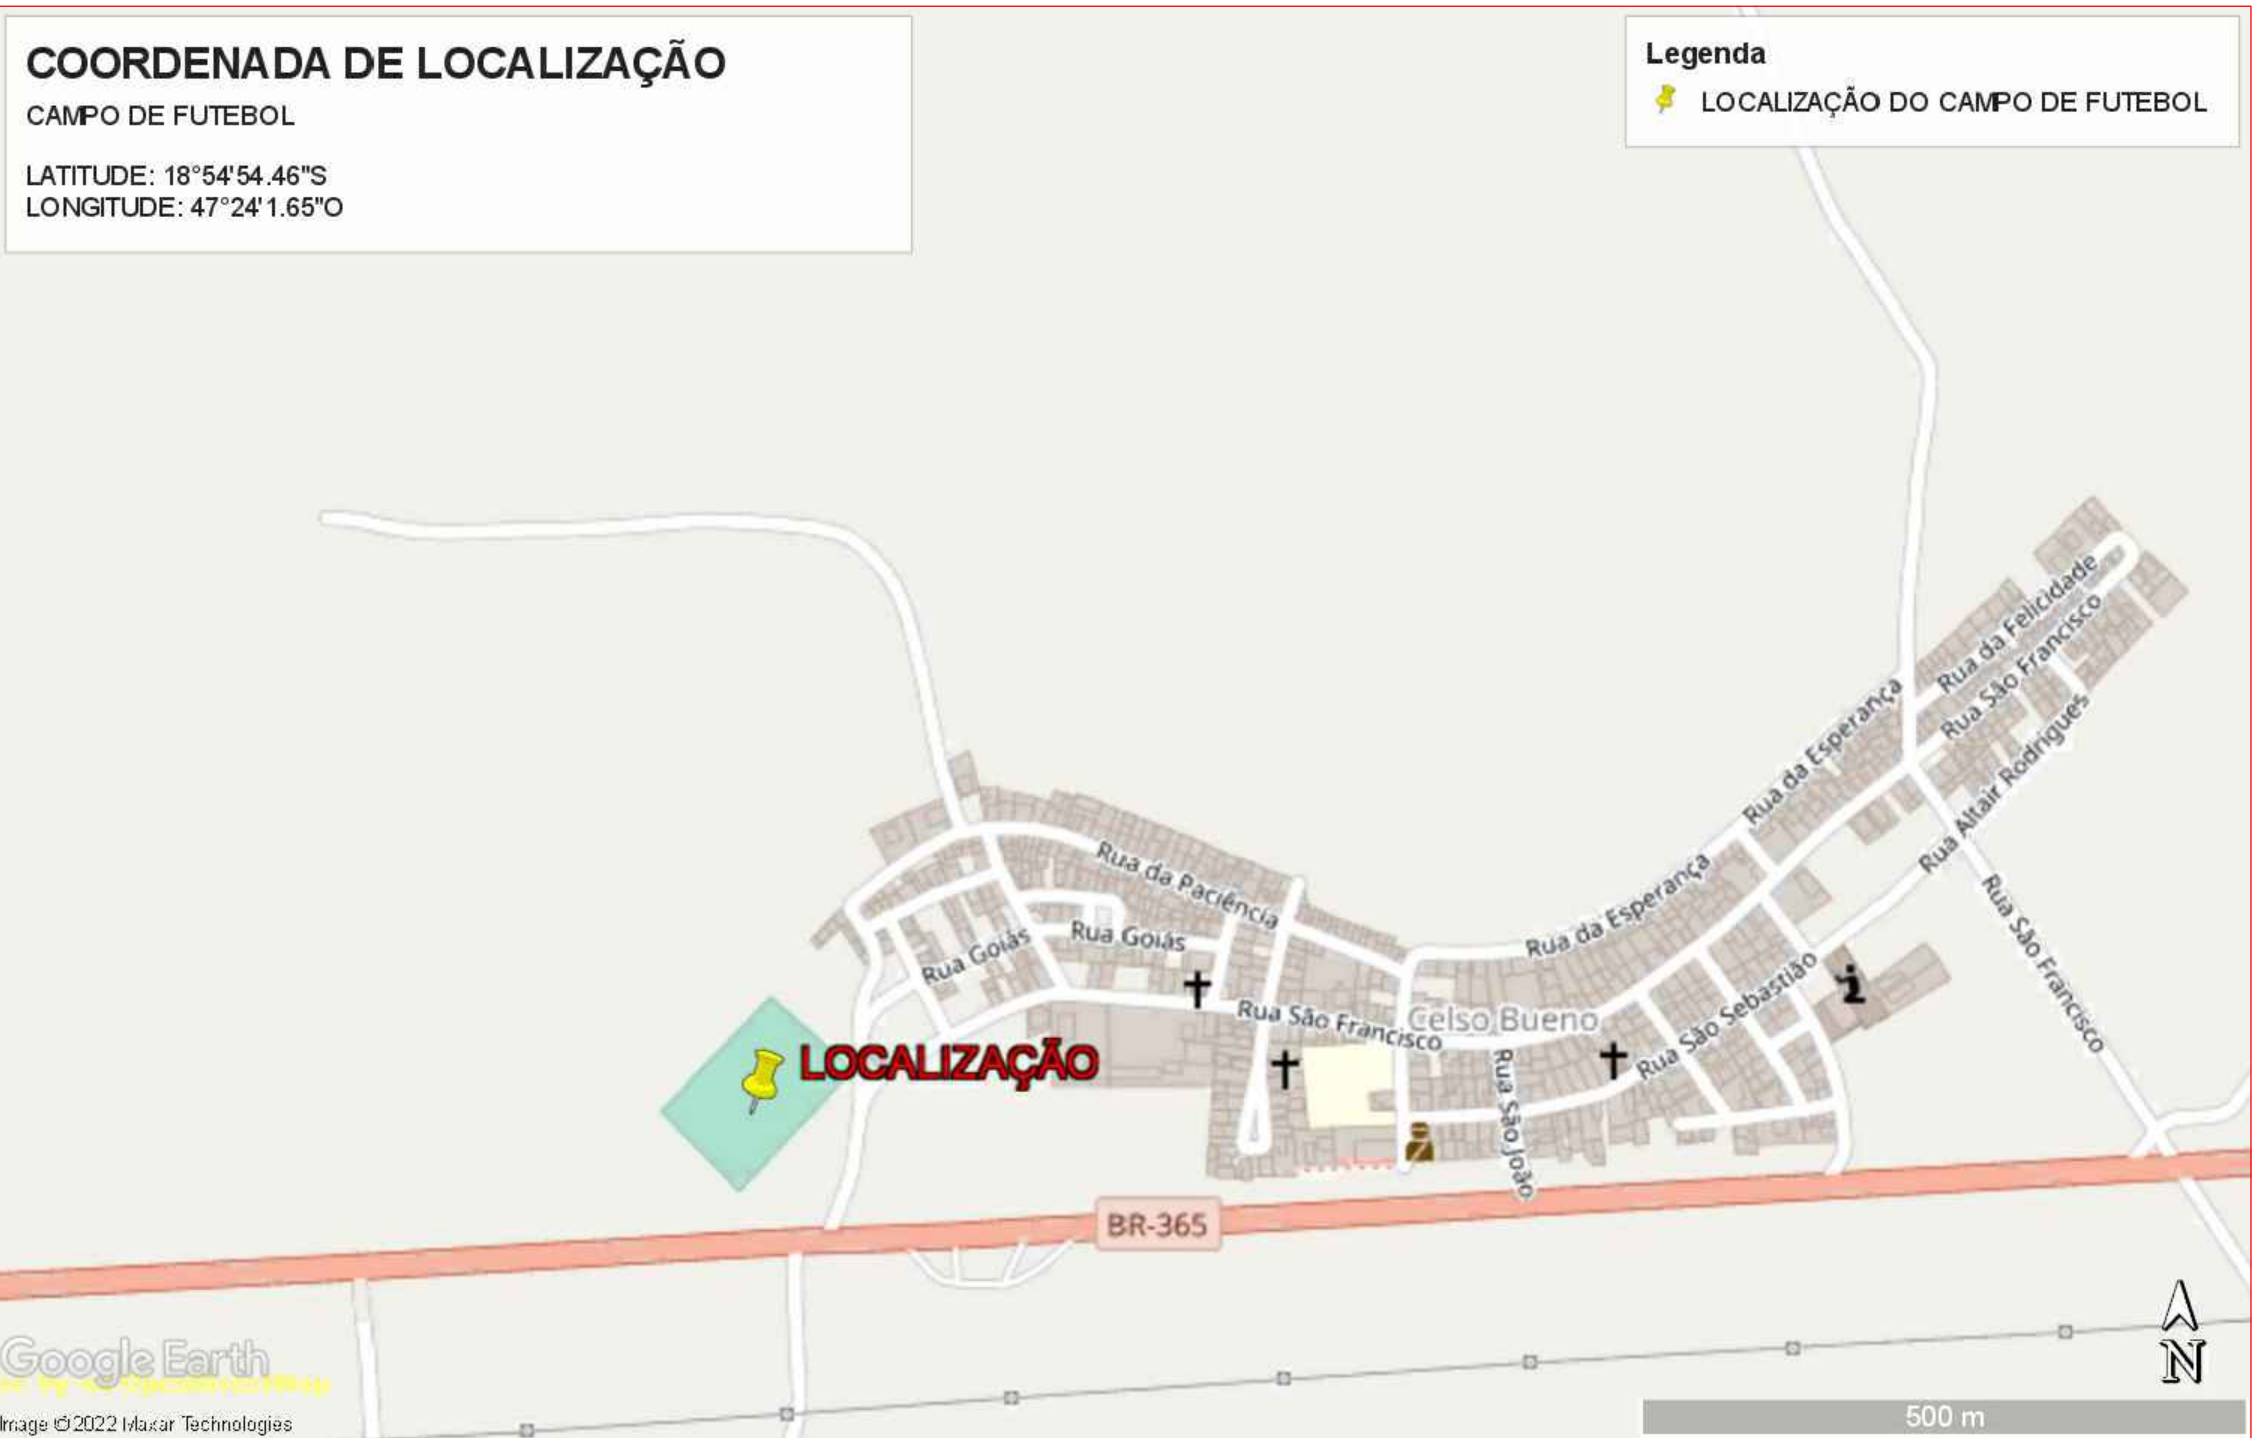 COORDENADA DE LOCALIZAÇÃO
CAMPO DE FUTEBOL
LATITUDE: 18°54'54.46"S
LONGITUDE: 47°24'1.65"O
Legenda
LOCALIZAÇÃO DO CAMPO DE FUTEBOL
Rua da Felicidade
Rua São Francisco
Rua da Esperança
Rua Altair Rodrigues
Rua da Paciência
Rua da Esperança
Rua Goiás
Rua Goiás
Rua São Francisco
Rua São Francisco
Celso Bueno
Rua São Sebastião
Rua São João
LOCALIZAÇÃO
BR-365
Google Earth
Image © 2022 Maxar Technologies
N
500 m